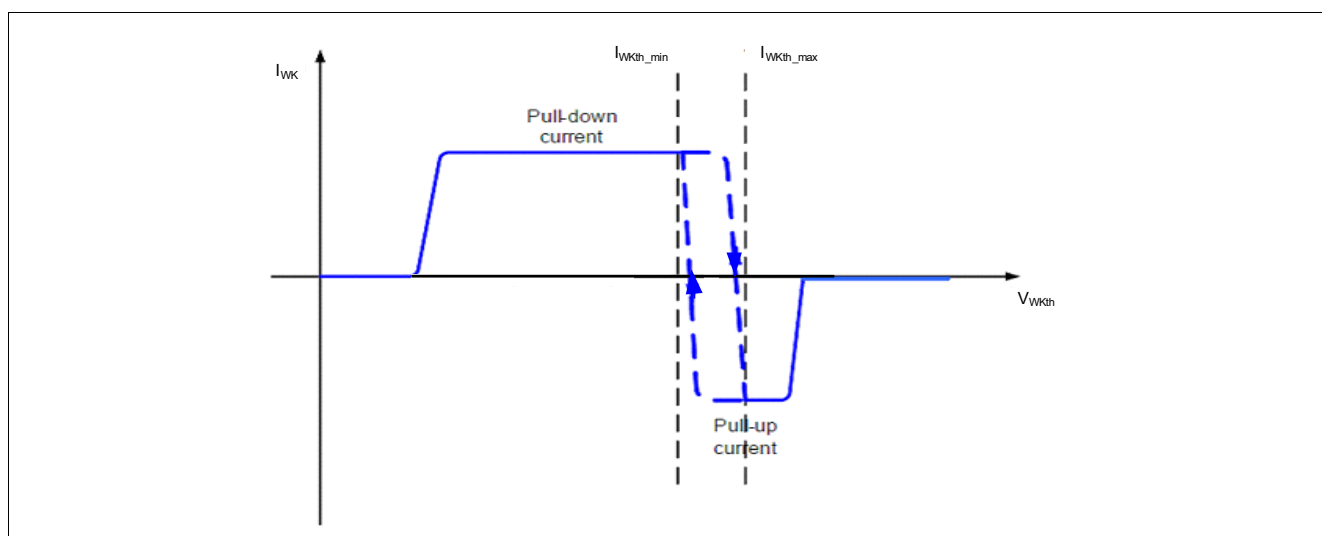 I_WKth_min
I_WKth_max
I_WK
Pull-down
current
V_WKth
Pull-up
current